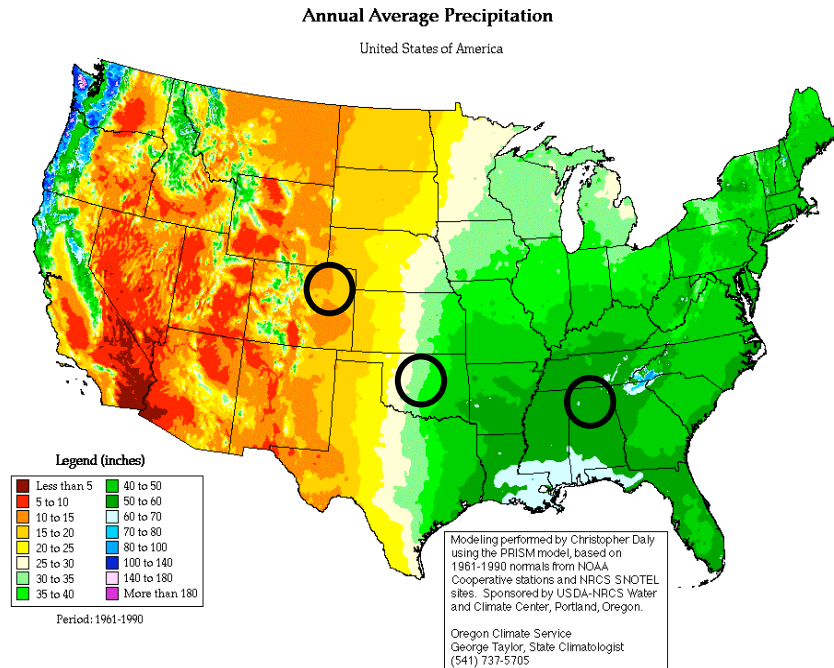 Annual Average Precipitation
United States of America
Legend (inches)
Less than 5
5 to 10
10 to 15
15 to 20
20 to 25
25 to 30
30 to 35
35 to 40
40 to 50
50 to 60
60 to 70
70 to 80
80 to 100
100 to 140
140 to 180
More than 180
Period: 1961-1990
Modeling performed by Christopher Daly
using the PRISM model, based on
1961-1990 normals from NOAA
Cooperative stations and NRCS SNOTEL
sites. Sponsored by USDA-NRCS Water
and Climate Center, Portland, Oregon.
Oregon Climate Service
George Taylor, State Climatologist
(541) 737-5705